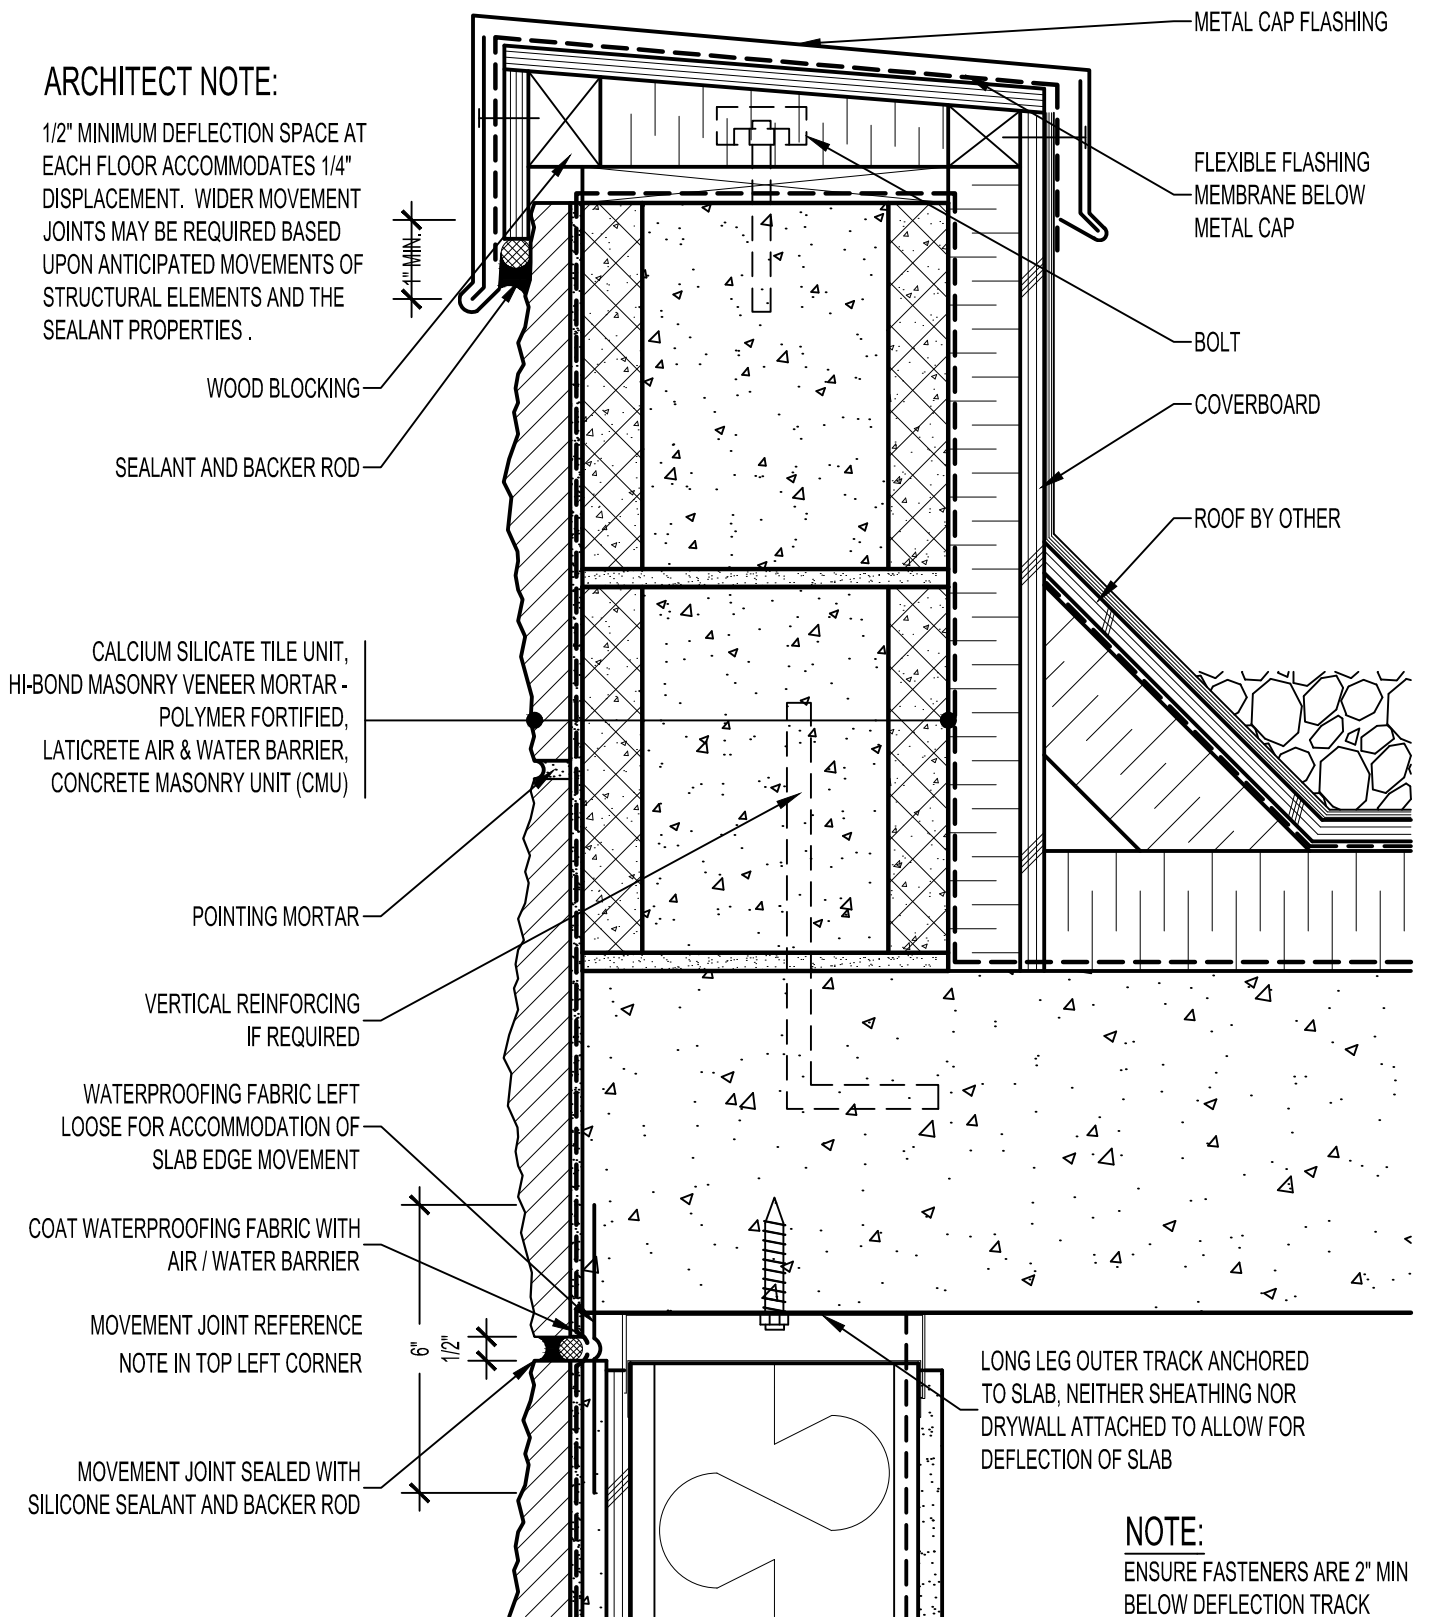 METAL CAP FLASHING
ARCHITECT NOTE:
1/2" MINIMUM DEFLECTION SPACE AT
EACH FLOOR ACCOMMODATES 1/4"
DISPLACEMENT. WIDER MOVEMENT
JOINTS MAY BE REQUIRED BASED
UPON ANTICIPATED MOVEMENTS OF
STRUCTURAL ELEMENTS AND THE
SEALANT PROPERTIES .
1" MIN
FLEXIBLE FLASHING
MEMBRANE BELOW
METAL CAP
BOLT
WOOD BLOCKING
COVERBOARD
SEALANT AND BACKER ROD
ROOF BY OTHER
CALCIUM SILICATE TILE UNIT,
HI-BOND MASONRY VENEER MORTAR -
POLYMER FORTIFIED,
LATICRETE AIR & WATER BARRIER,
CONCRETE MASONRY UNIT (CMU)
POINTING MORTAR
VERTICAL REINFORCING
IF REQUIRED
WATERPROOFING FABRIC LEFT
LOOSE FOR ACCOMMODATION OF
SLAB EDGE MOVEMENT
COAT WATERPROOFING FABRIC WITH
AIR / WATER BARRIER
MOVEMENT JOINT REFERENCE
NOTE IN TOP LEFT CORNER
6"
1/2"
LONG LEG OUTER TRACK ANCHORED
TO SLAB, NEITHER SHEATHING NOR
DRYWALL ATTACHED TO ALLOW FOR
DEFLECTION OF SLAB
MOVEMENT JOINT SEALED WITH
SILICONE SEALANT AND BACKER ROD
NOTE:
ENSURE FASTENERS ARE 2" MIN
BELOW DEFLECTION TRACK